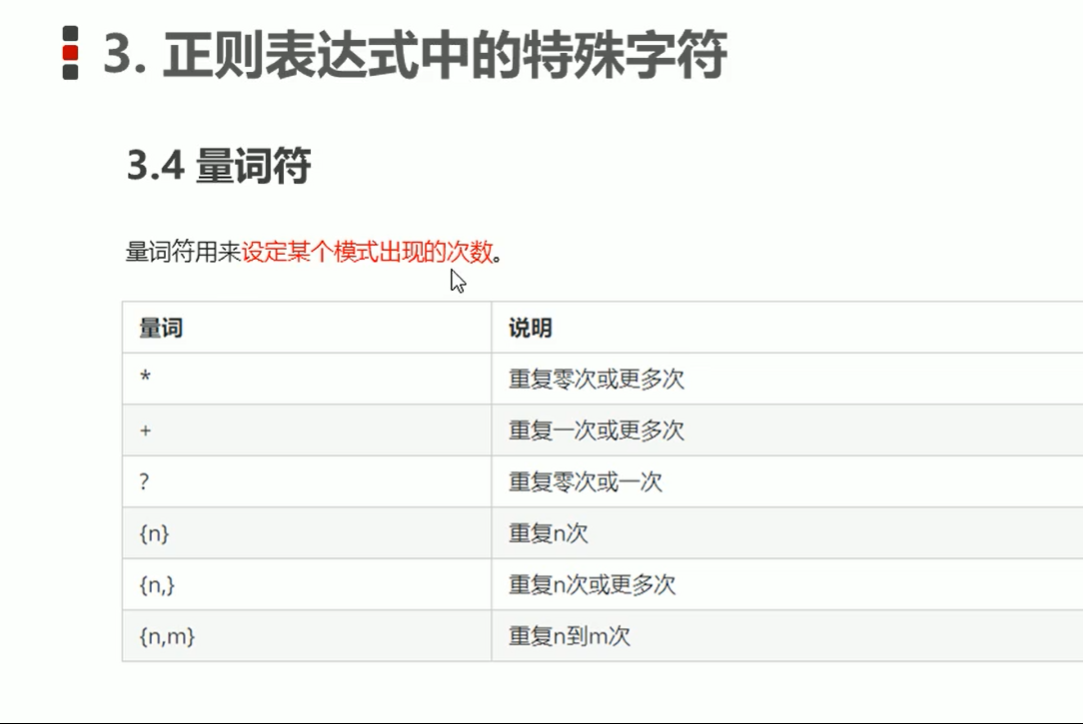 3. 正则表达式中的特殊字符
3.4 量词符
量词符用来设定某个模式出现的次数。
量词 说明
* 重复零次或更多次
+ 重复一次或更多次
? 重复零次或一次
{n} 重复n次
{n,} 重复n次或更多次
{n,m} 重复n到m次